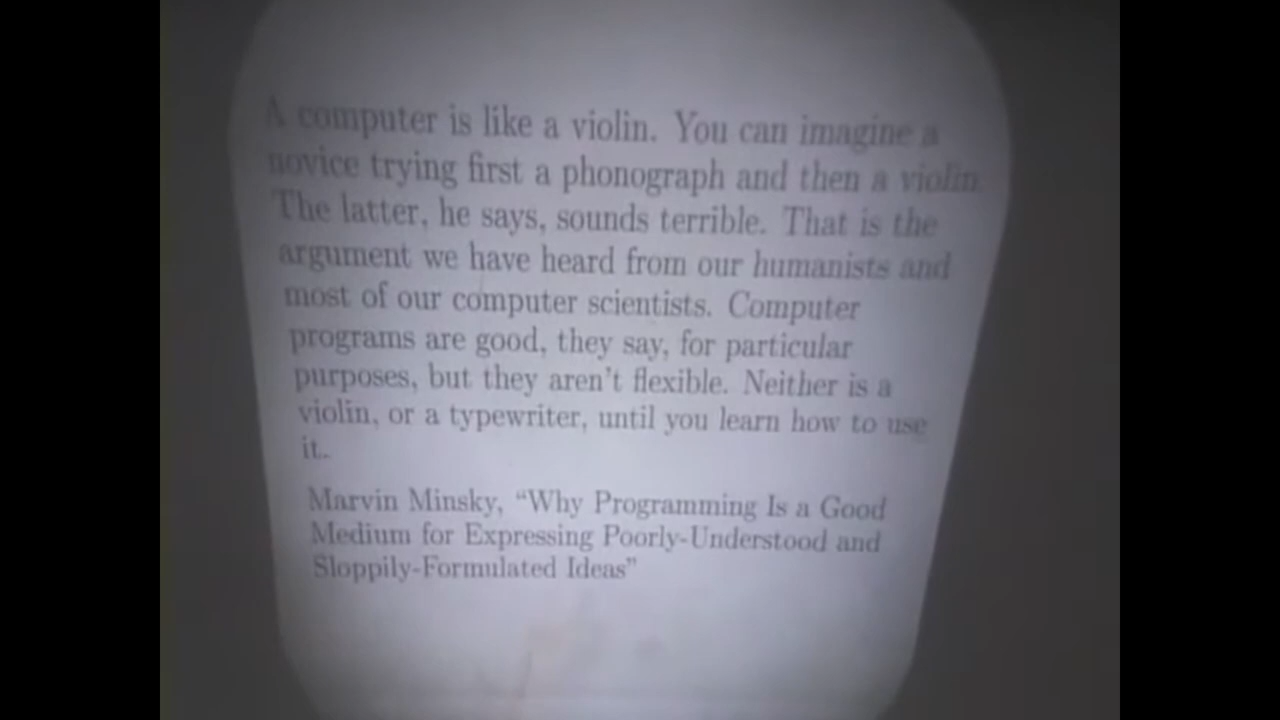 A computer is like a violin. You can imagine a
novice trying first a phonograph and then a violin.
The latter, he says, sounds terrible. That is the
argument we have heard from our humanists and
most of our computer scientists. Computer
programs are good, they say, for particular
purposes, but they aren't flexible. Neither is a
violin, or a typewriter, until you learn how to use
it.
Marvin Minsky, “Why Programming Is a Good
Medium for Expressing Poorly-Understood and
Sloppily-Formulated Ideas”